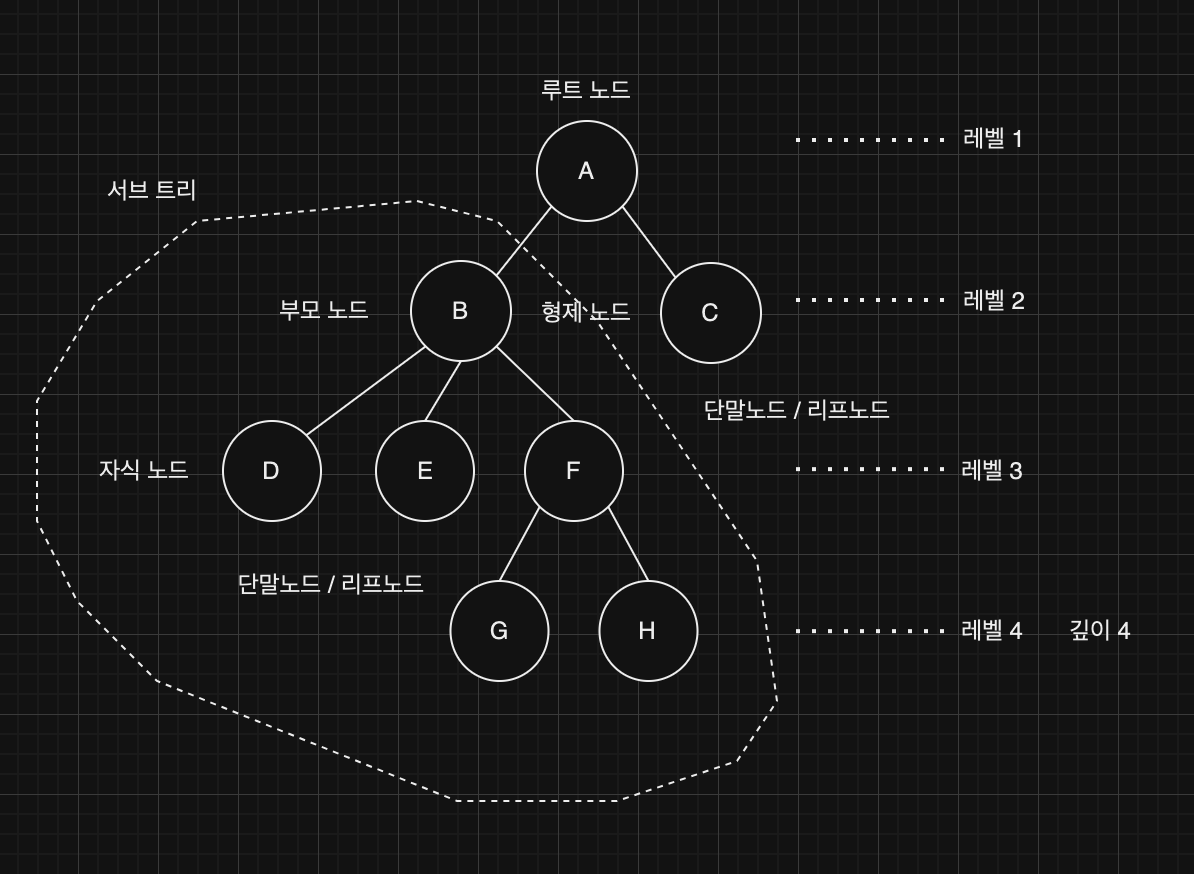 루트 노드
레벨 1
A
서브 트리
부모 노드
B
형제 노드
C
레벨 2
단말노드 / 리프노드
자식 노드
D
E
F
레벨 3
단말노드 / 리프노드
G
H
레벨 4
깊이 4